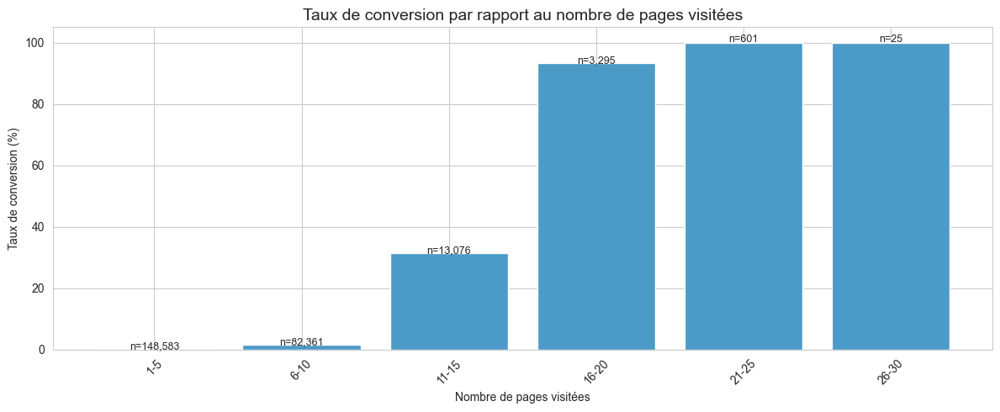 Taux de conversion par rapport au nombre de pages visitées
Taux de conversion (%)
100
80
60
40
20
0
n=148,583
n=82,361
n=13,076
n=3,295
n=601
n=25
1-5
6-10
11-15
16-20
21-25
26-30
Nombre de pages visitées